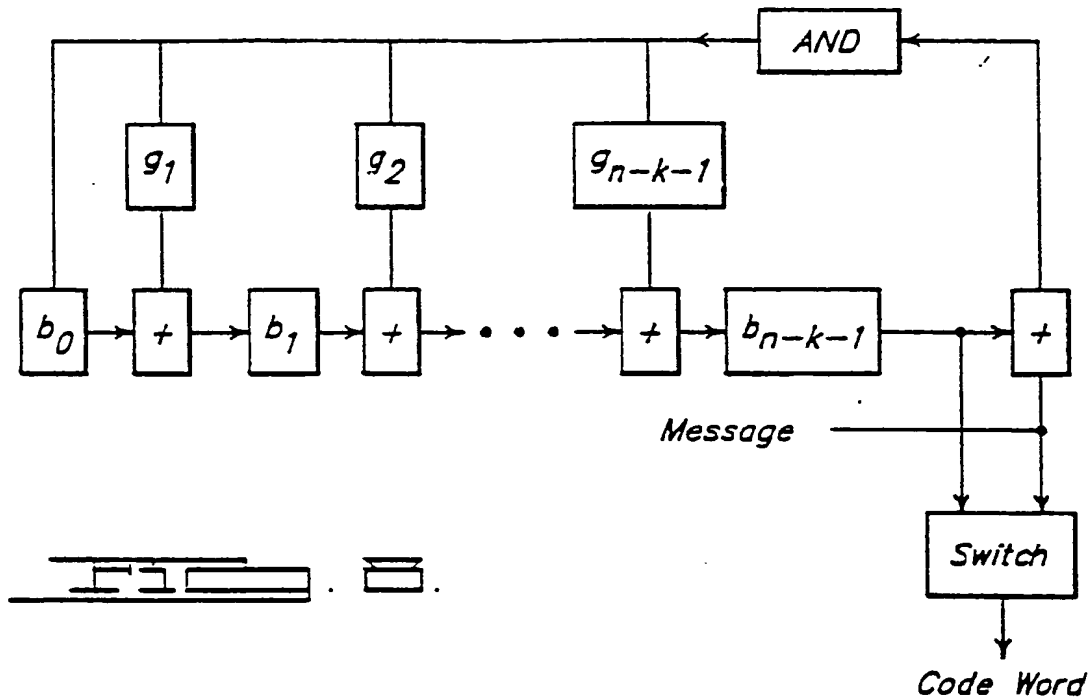 AND
g1 g2 gn-k-1
b0 + b1 + • • • + bn-k-1 +
Message
Switch
Code Word